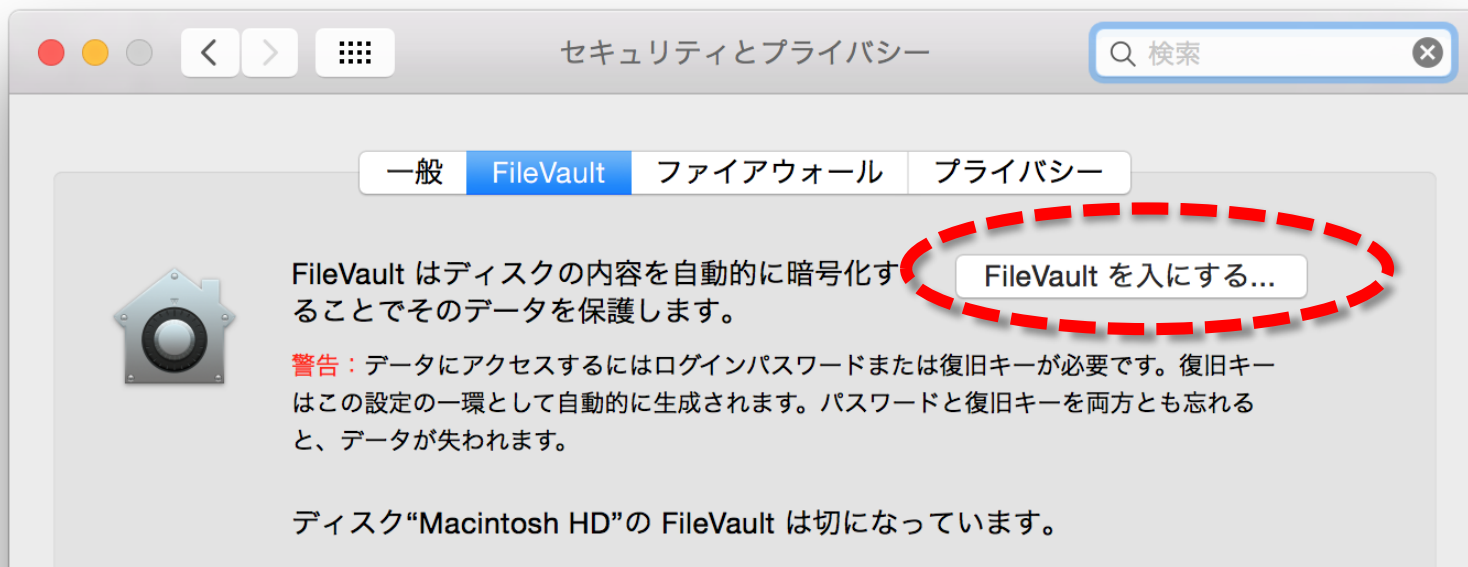 セキュリティとプライバシー
検索
一般 FileVault ファイアウォール プライバシー
FileVault はディスクの内容を自動的に暗号化す
ることでそのデータを保護します。
FileVault を入にする...
警告：データにアクセスするにはログインパスワードまたは復旧キーが必要です。復旧キー
はこの設定の一環として自動的に生成されます。パスワードと復旧キーを両方とも忘れる
と、データが失われます。
ディスク“Macintosh HD”の FileVault は切になっています。